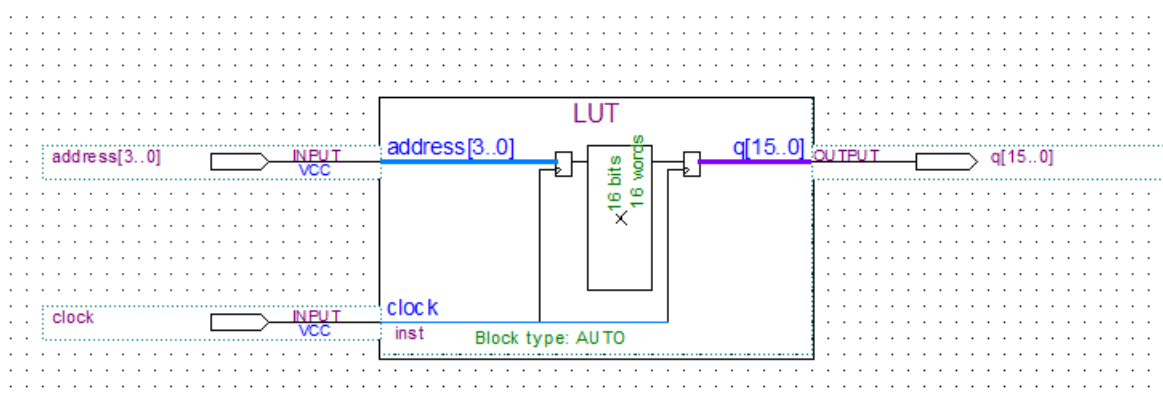 LUT
address[3..0]
INPUT
VCC
address[3..0]
16 bits
16 words
q[15..0]
OUTPUT
q[15..0]
clock
INPUT
VCC
clock
inst
Block type: AUTO